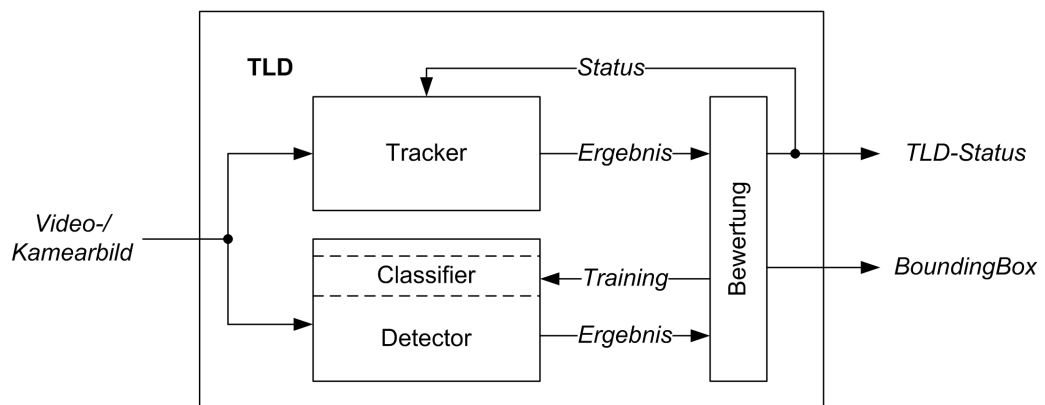 TLD
Status
Tracker
Ergebnis
TLD-Status
Video-/
Kamearbild
Bewertung
BoundingBox
Classifier
Training
Detector
Ergebnis